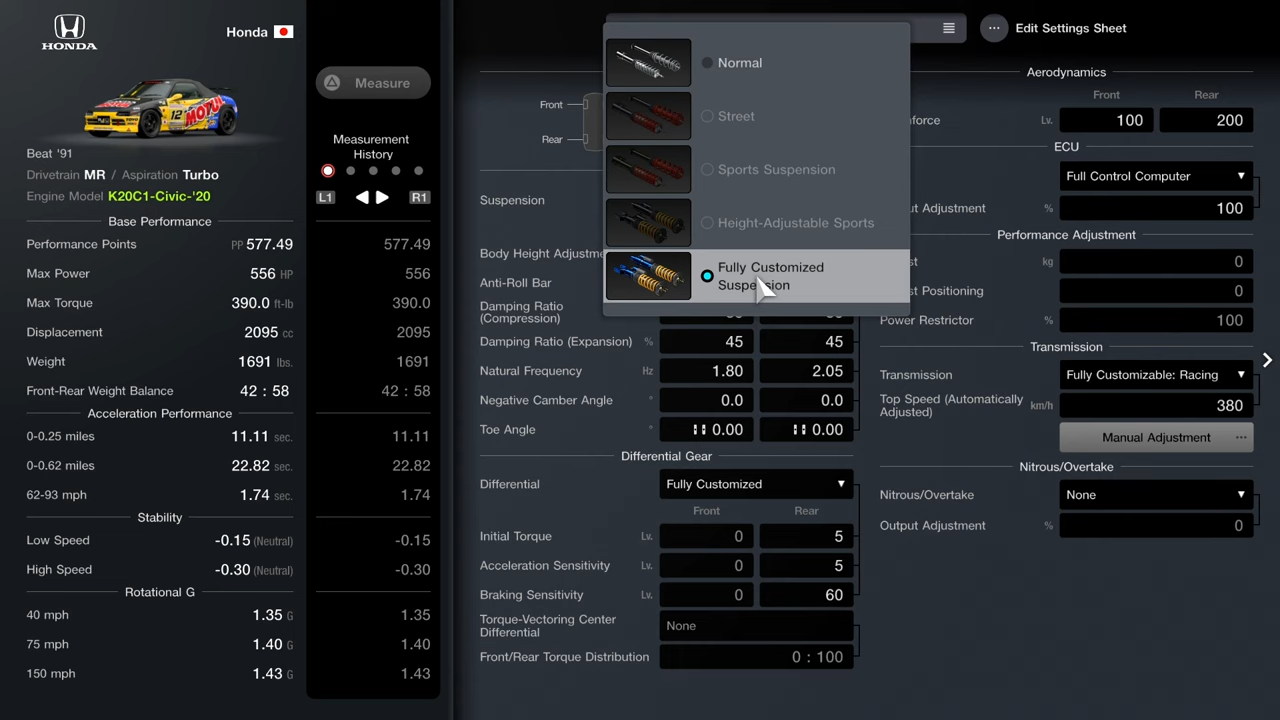 HONDA
Honda
MOTUL
12
Beat '91
Drivetrain MR / Aspiration Turbo
Engine Model K20C1-Civic-'20
Base Performance
Performance Points PP 577.49
Max Power 556 HP
Max Torque 390.0 ft-lb
Displacement 2095 cc
Weight 1691 lbs.
Front-Rear Weight Balance 42 : 58
Acceleration Performance
0-0.25 miles 11.11 sec.
0-0.62 miles 22.82 sec.
62-93 mph 1.74 sec.
Stability
Low Speed -0.15 (Neutral)
High Speed -0.30 (Neutral)
Rotational G
40 mph 1.35 G
75 mph 1.40 G
150 mph 1.43 G
Measure
Measurement
History
L1 R1
577.49
556
390.0
2095
1691
42 : 58
11.11
22.82
1.74
-0.15
-0.30
1.35
1.40
1.43
Front
Rear
Suspension
Body Height Adjustme
Anti-Roll Bar
Damping Ratio
(Compression)
Damping Ratio (Expansion) % 45 45
Natural Frequency Hz 1.80 2.05
Negative Camber Angle ° 0.0 0.0
Toe Angle ° 0.00 0.00
Differential Gear
Differential Fully Customized
Front Rear
Initial Torque Lv. 0 5
Acceleration Sensitivity Lv. 0 5
Braking Sensitivity Lv. 0 60
Torque-Vectoring Center
Differential
None
Front/Rear Torque Distribution 0 : 100
Normal
Street
Sports Suspension
Height-Adjustable Sports
Fully Customized
Suspension
Edit Settings Sheet
Aerodynamics
Front Rear
nforce Lv. 100 200
ECU
Full Control Computer
ut Adjustment % 100
Performance Adjustment
st kg 0
st Positioning 0
Power Restrictor % 100
Transmission
Transmission Fully Customizable: Racing
Top Speed (Automatically
Adjusted) km/h 380
Manual Adjustment
Nitrous/Overtake
Nitrous/Overtake None
Output Adjustment % 0